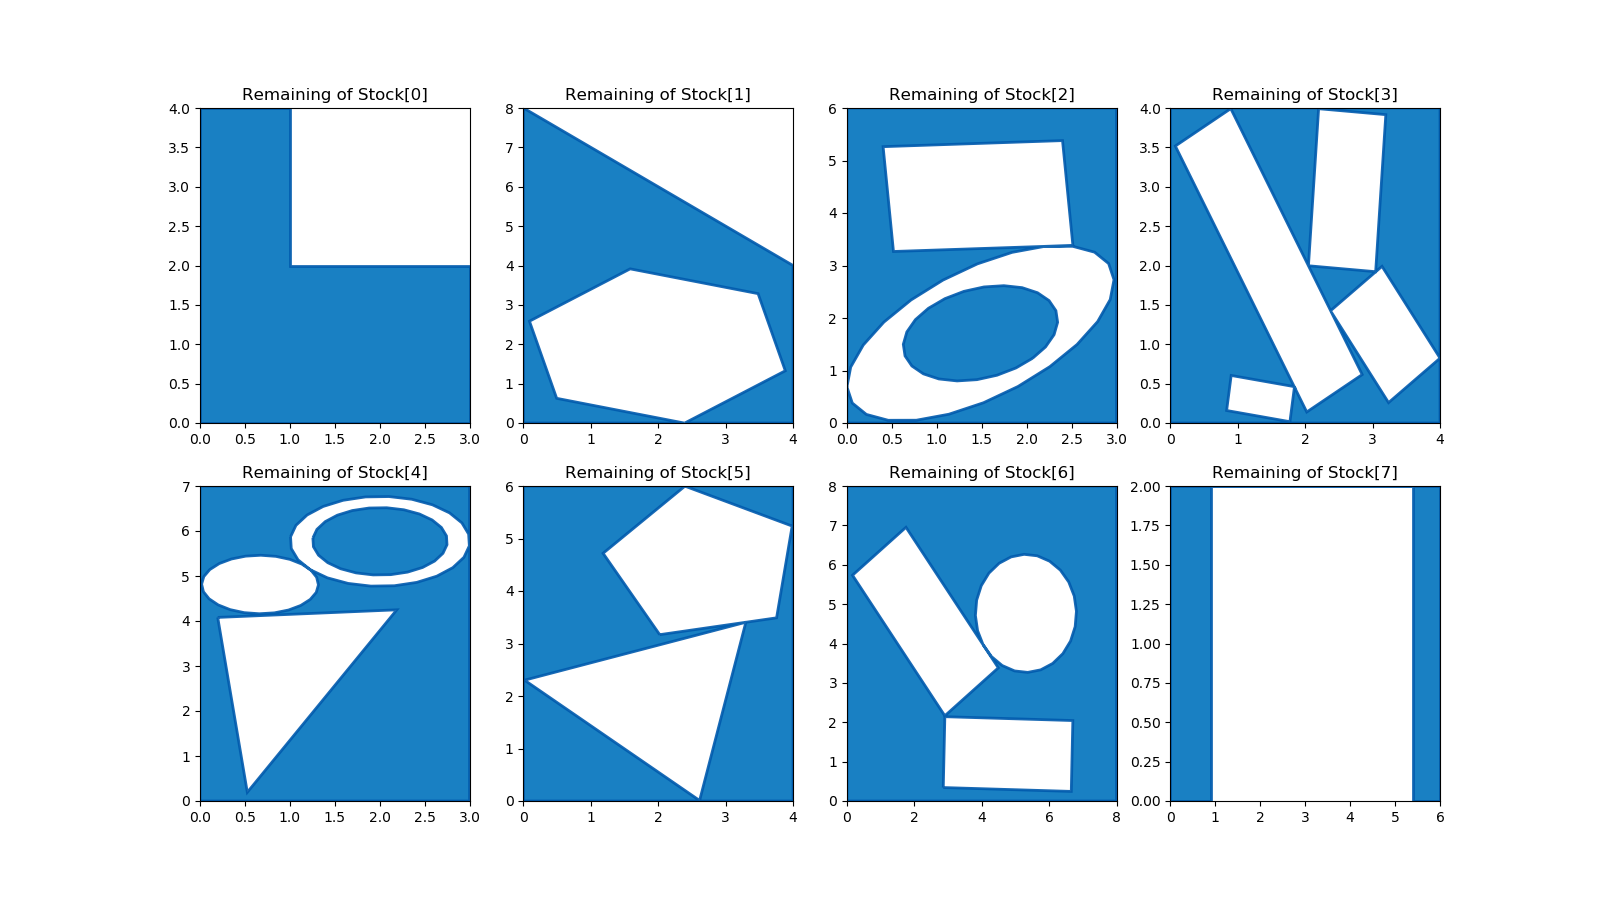 Remaining of Stock[0] Remaining of Stock[1] Remaining of Stock[2] Remaining of Stock[3]
4.0 8 6 4.0
3.5 7 5 3.5
3.0 6 4 3.0
2.5 5 3 2.5
2.0 4 2 2.0
1.5 3 1 1.5
1.0 2 0 1.0
0.5 1 0.5
0.0 0 0.0
0.0 0.5 1.0 1.5 2.0 2.5 3.0 0 1 2 3 4 0.0 0.5 1.0 1.5 2.0 2.5 3.0 0 1 2 3 4
Remaining of Stock[4] Remaining of Stock[5] Remaining of Stock[6] Remaining of Stock[7]
7 6 8 2.00
6 5 7 1.75
5 4 6 1.50
4 3 5 1.25
3 2 4 1.00
2 1 3 0.75
1 0 2 0.50
0 1 0.25
0 0.00
0.0 0.5 1.0 1.5 2.0 2.5 3.0 0 1 2 3 4 0 2 4 6 8 0 1 2 3 4 5 6